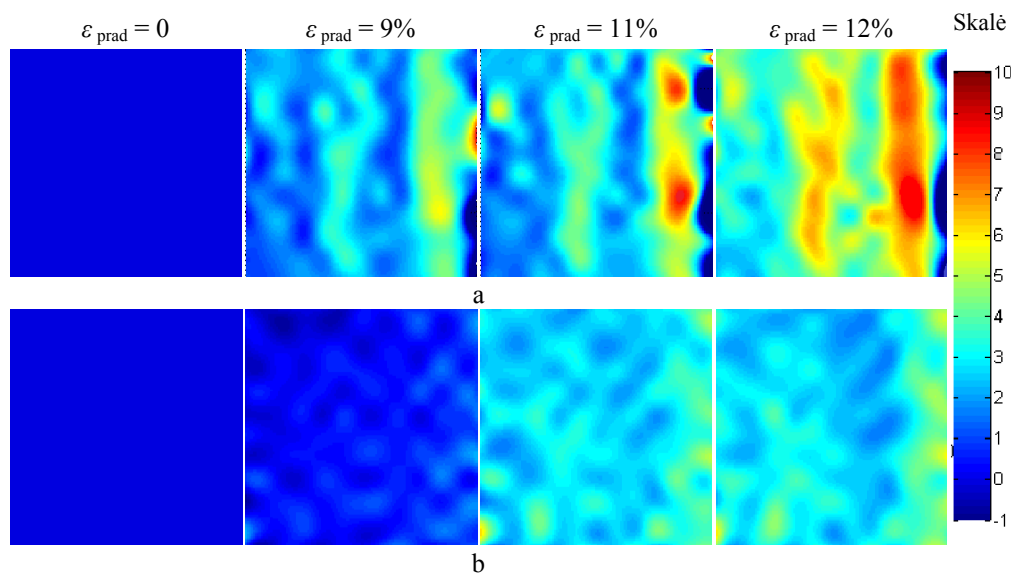 ε prad = 0
ε prad = 9%
ε prad = 11%
ε prad = 12%
Skalė
10
9
8
7
6
5
4
3
2
1
0
-1
a
b